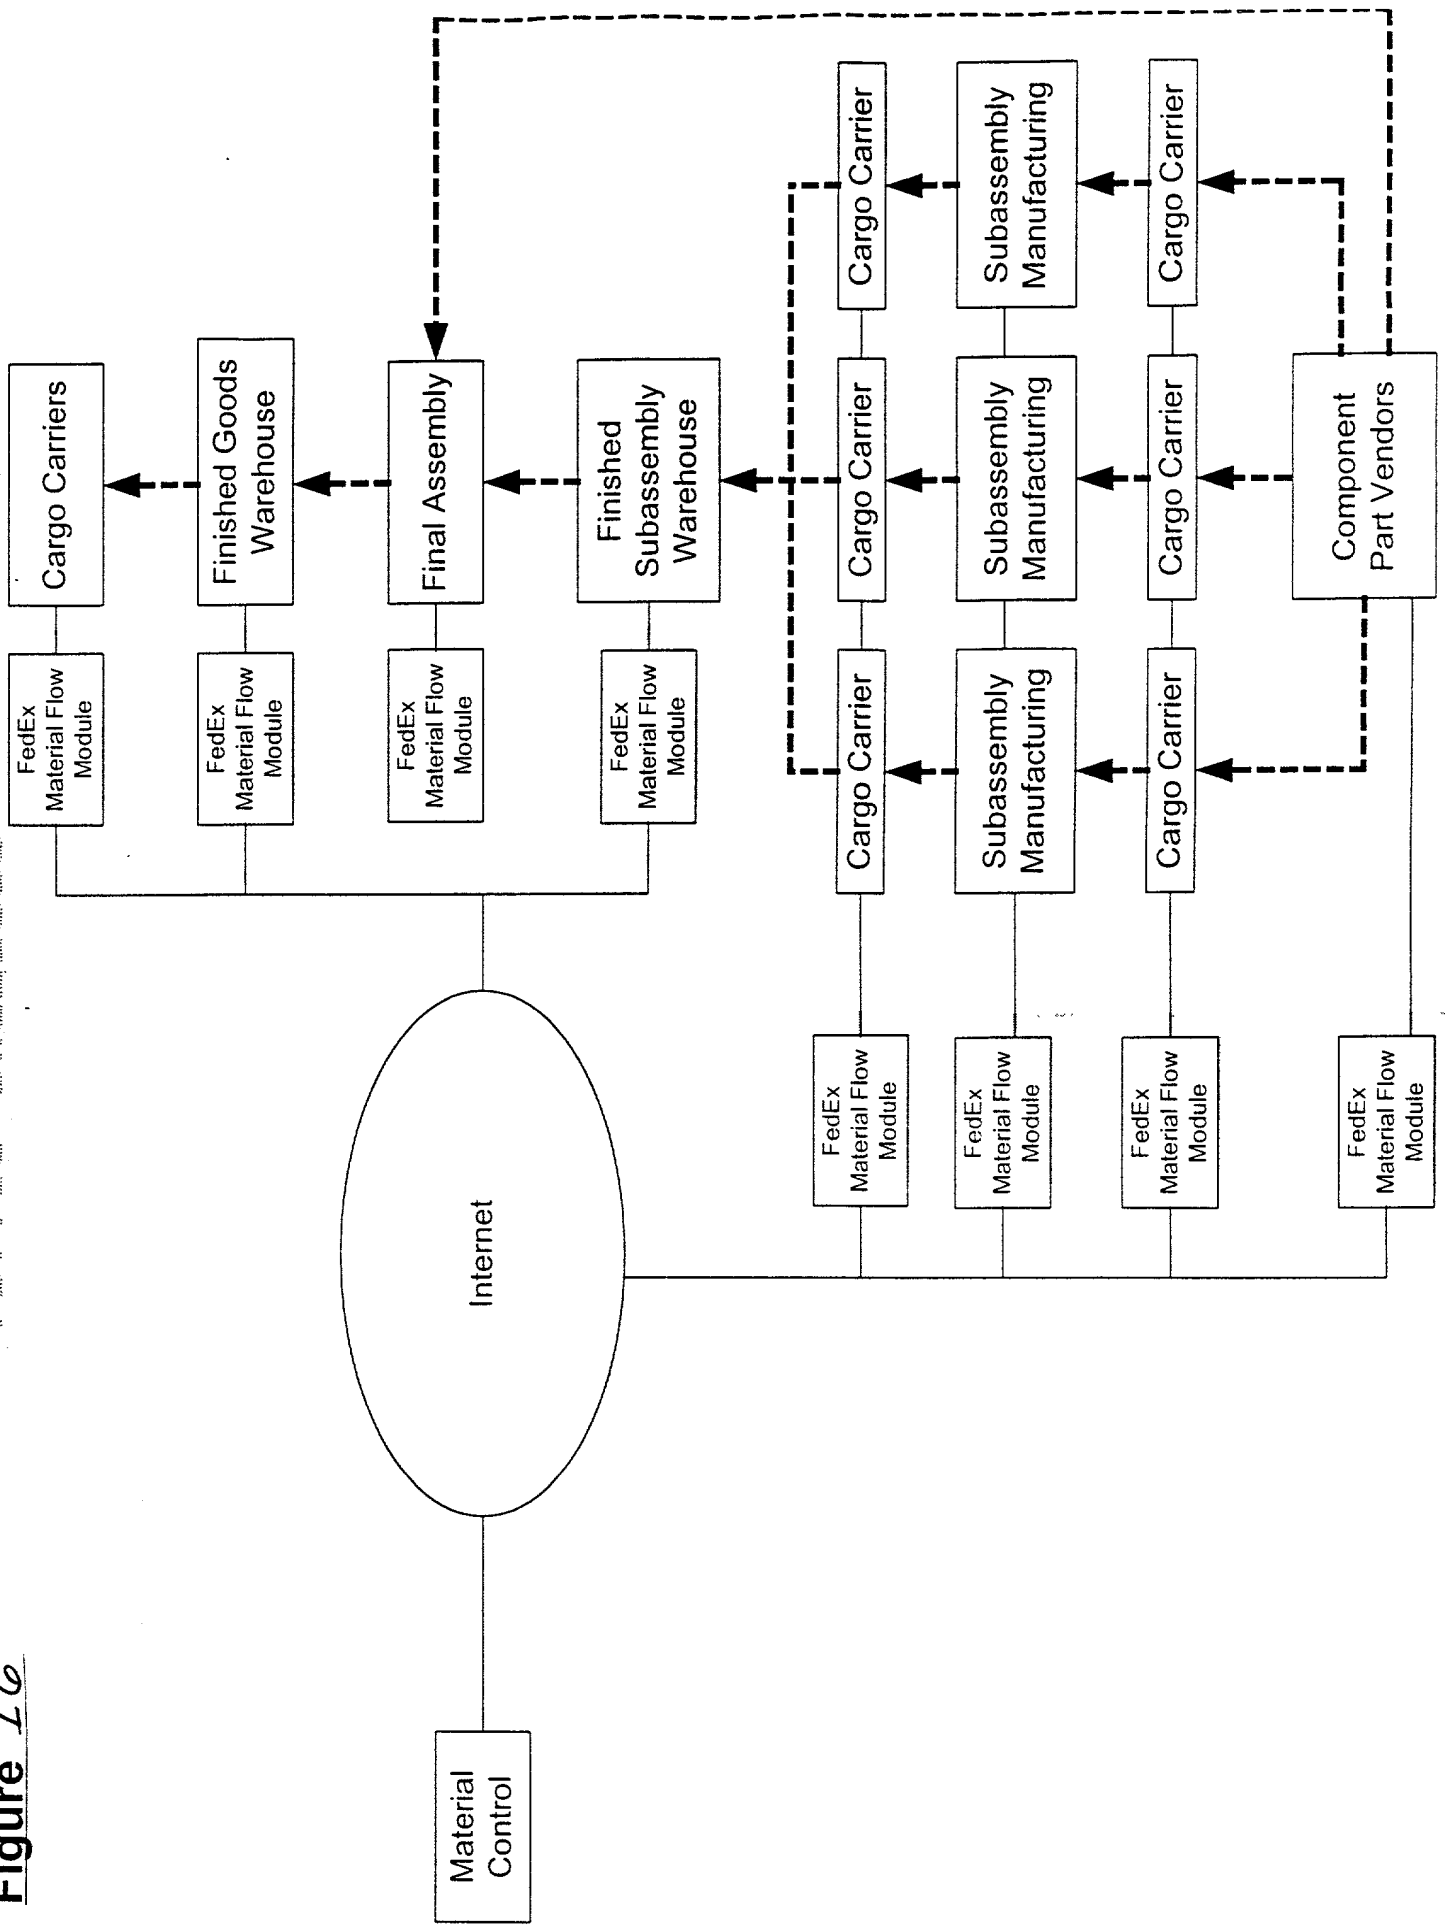 Figure 26
FedEx
Material Flow
Module
Cargo Carriers
FedEx
Material Flow
Module
Finished Goods
Warehouse
FedEx
Material Flow
Module
Final Assembly
Material
Control
Internet
FedEx
Material Flow
Module
Finished
Subassembly
Warehouse
FedEx
Material Flow
Module
Cargo Carrier
Cargo Carrier
Cargo Carrier
FedEx
Material Flow
Module
Subassembly
Manufacturing
Subassembly
Manufacturing
Subassembly
Manufacturing
FedEx
Material Flow
Module
Cargo Carrier
Cargo Carrier
Cargo Carrier
FedEx
Material Flow
Module
Component
Part Vendors